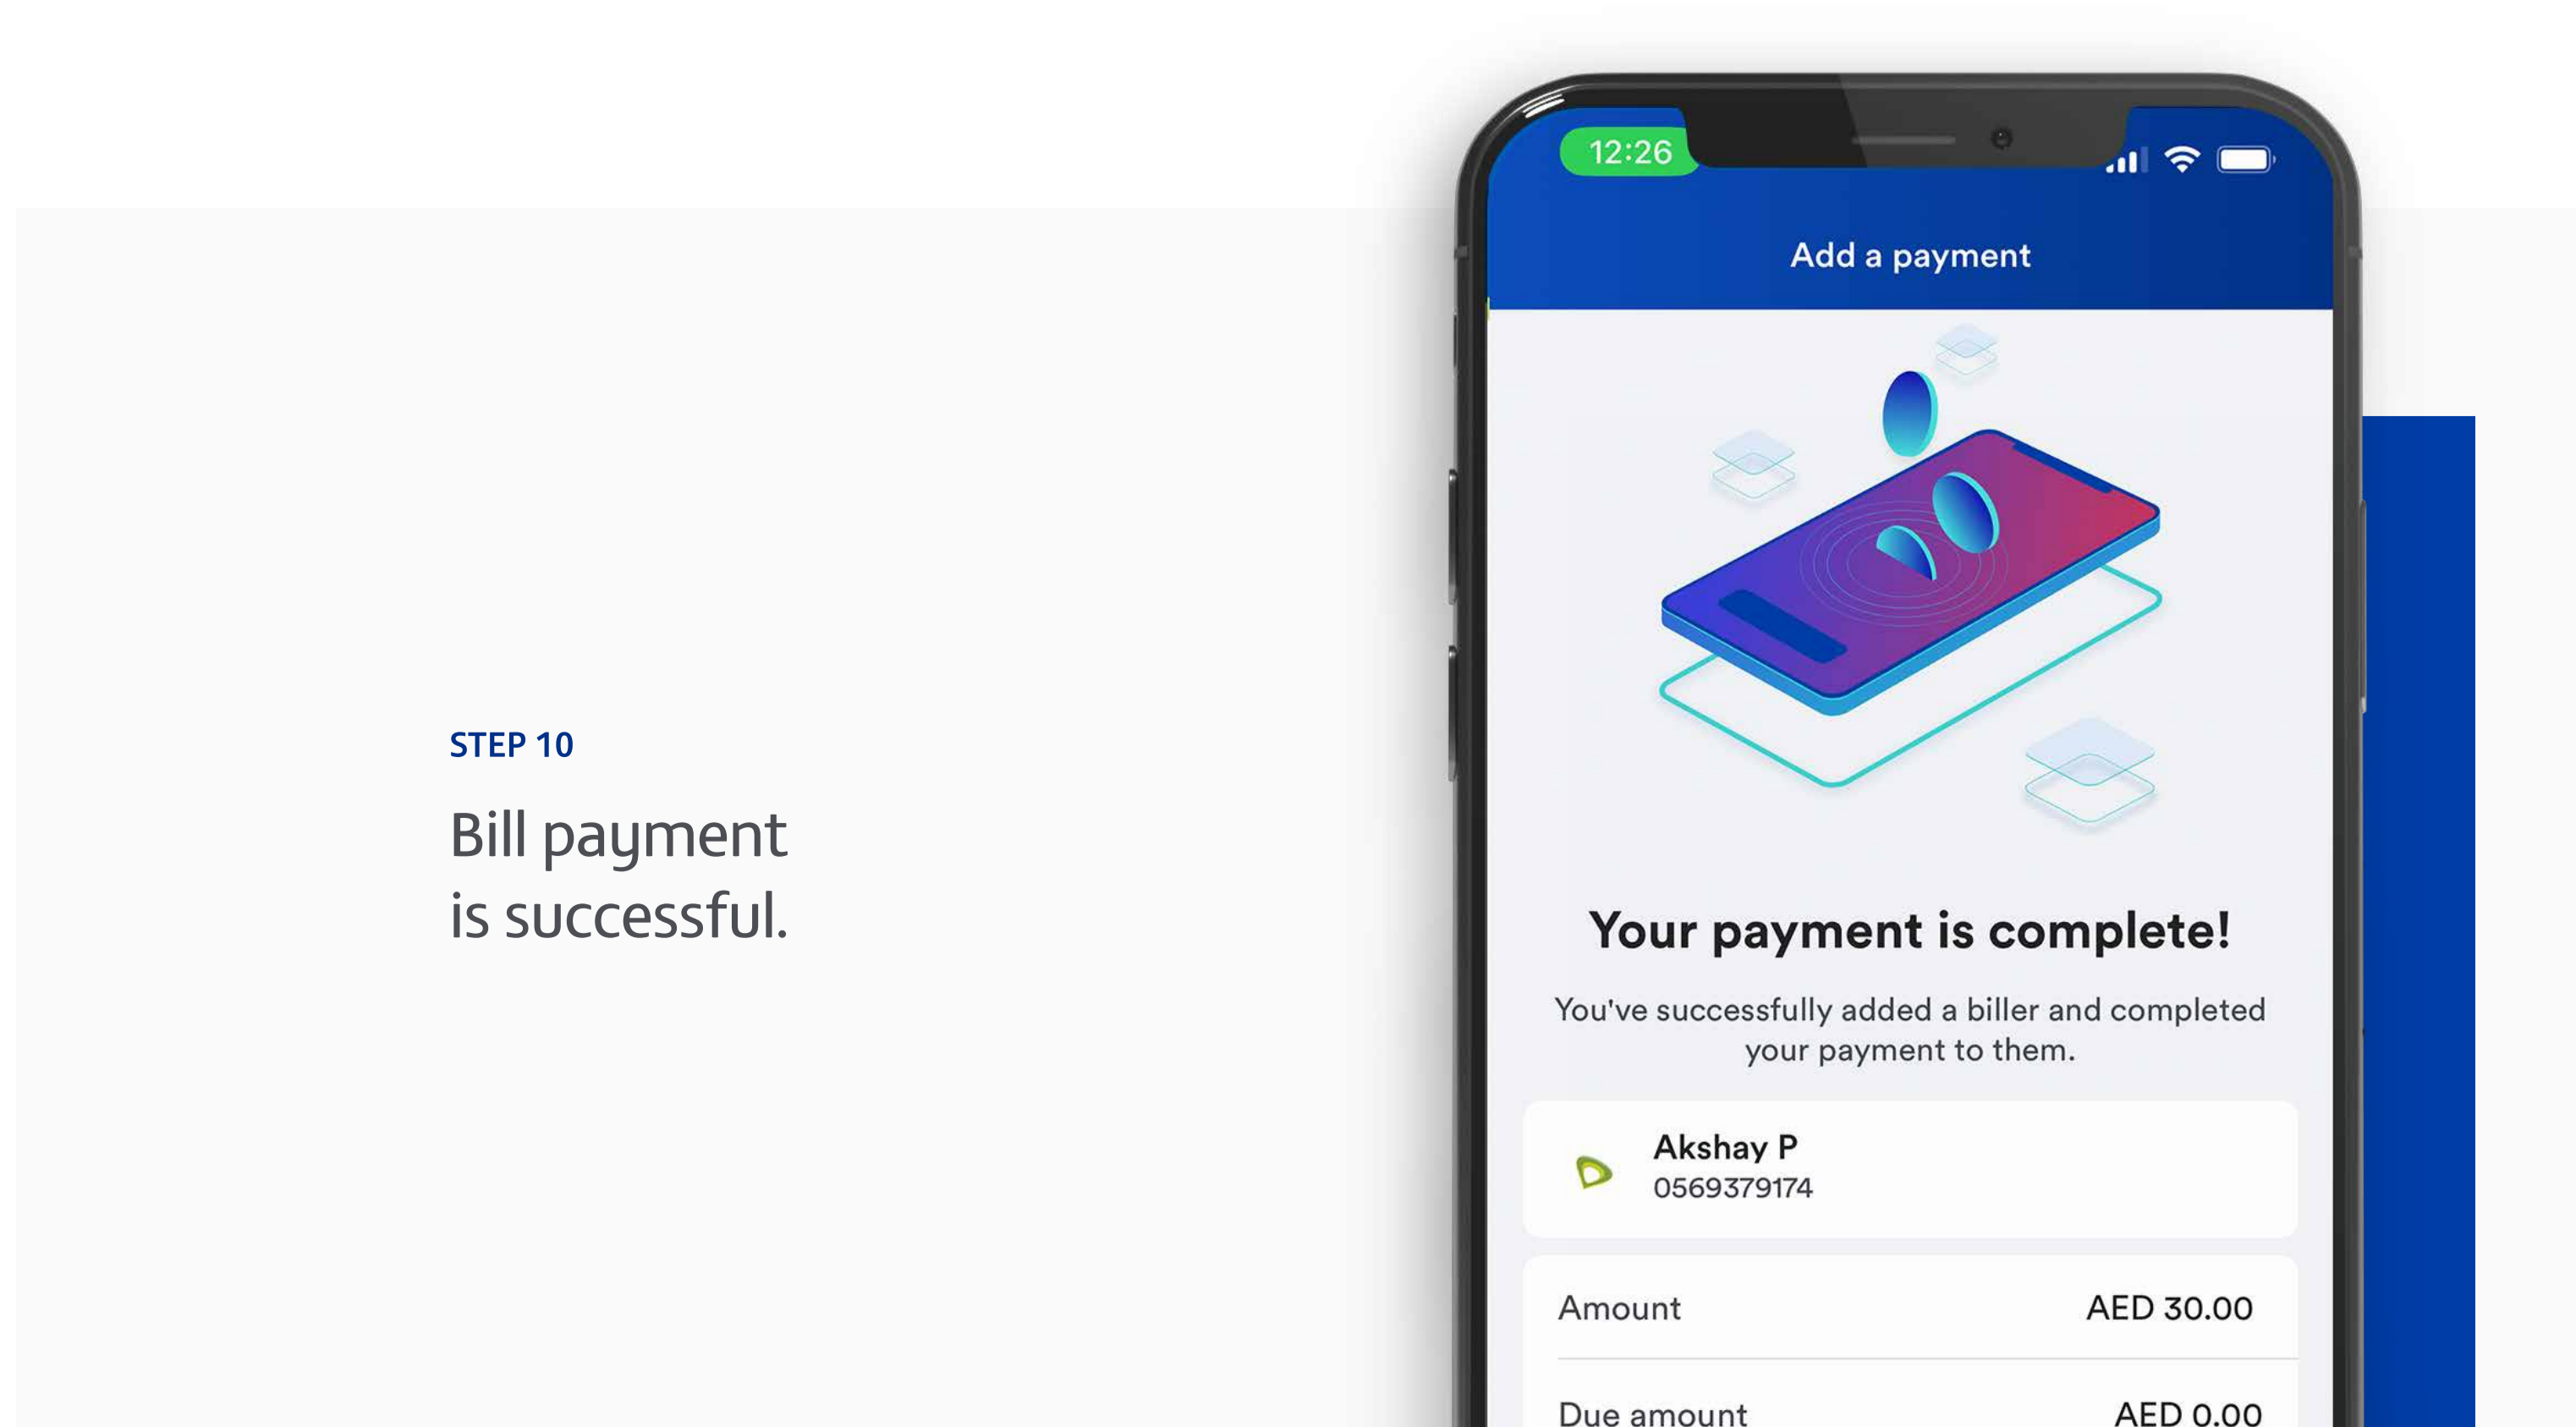 STEP 10
Bill payment
is successful.
12:26
Add a payment
Your payment is complete!
You've successfully added a biller and completed
your payment to them.
Akshay P
0569379174
Amount AED 30.00
Due amount AED 0.00